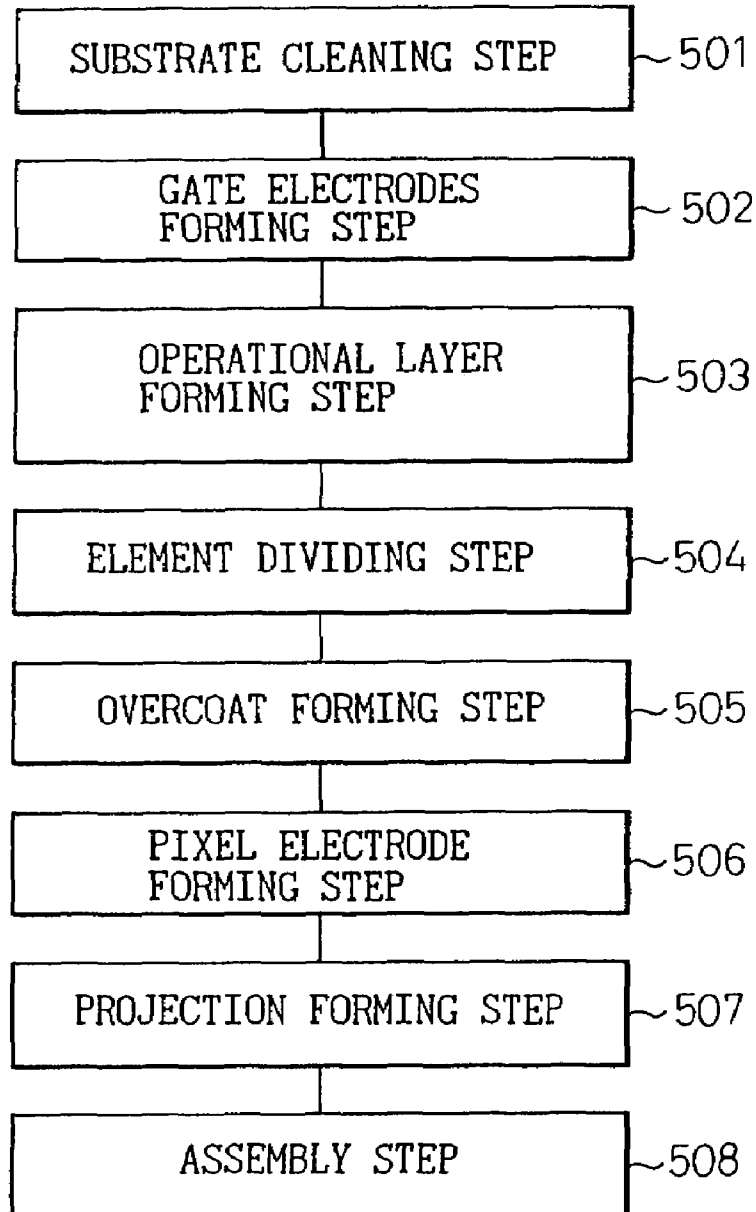 SUBSTRATE CLEANING STEP 501
GATE ELECTRODES 502
FORMING STEP
OPERATIONAL LAYER 503
FORMING STEP
ELEMENT DIVIDING STEP 504
OVERCOAT FORMING STEP 505
PIXEL ELECTRODE 506
FORMING STEP
PROJECTION FORMING STEP 507
ASSEMBLY STEP 508